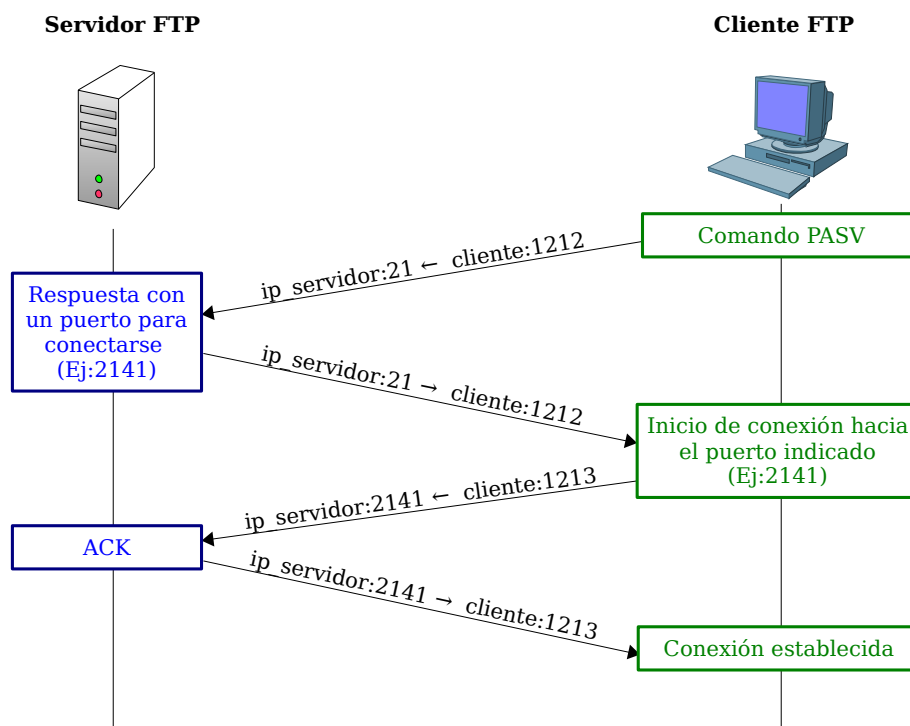 Servidor FTP
Cliente FTP
Comando PASV
ip_servidor:21 ← cliente:1212
Respuesta con
un puerto para
conectarse
(Ej:2141)
ip_servidor:21 → cliente:1212
Inicio de conexión hacia
el puerto indicado
(Ej:2141)
ip_servidor:2141 ← cliente:1213
ACK
ip_servidor:2141 → cliente:1213
Conexión establecida